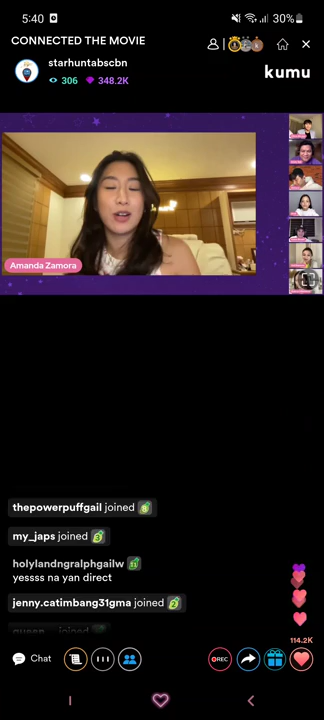 5:40
30%
CONNECTED THE MOVIE
starhuntabscbn
306
348.2K
kumu
Amanda Zamora
thepowerpuffgail joined
my_japs joined
holylandngralphgailw
yessss na yan direct
jenny.catimbang31gma joined
114.2K
Chat
REC